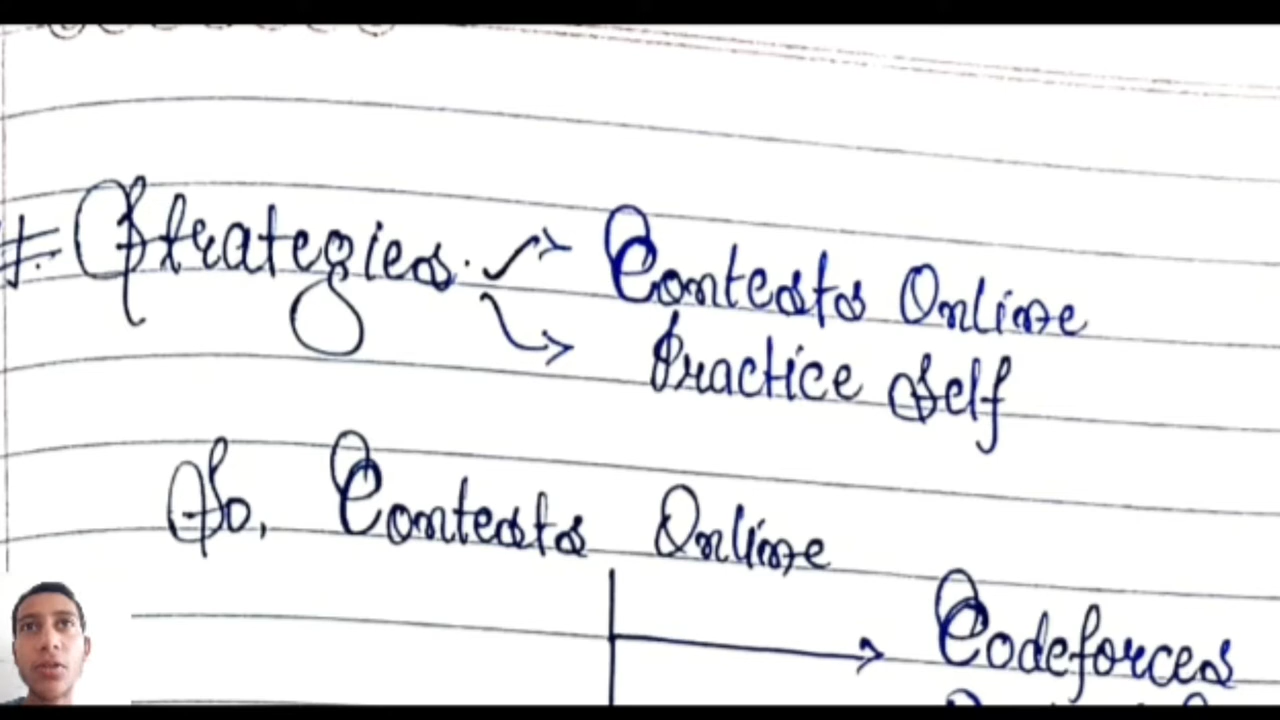 # Strategies. → Contests Online
→ Practice Self
So, Contests Online
→ Codeforces